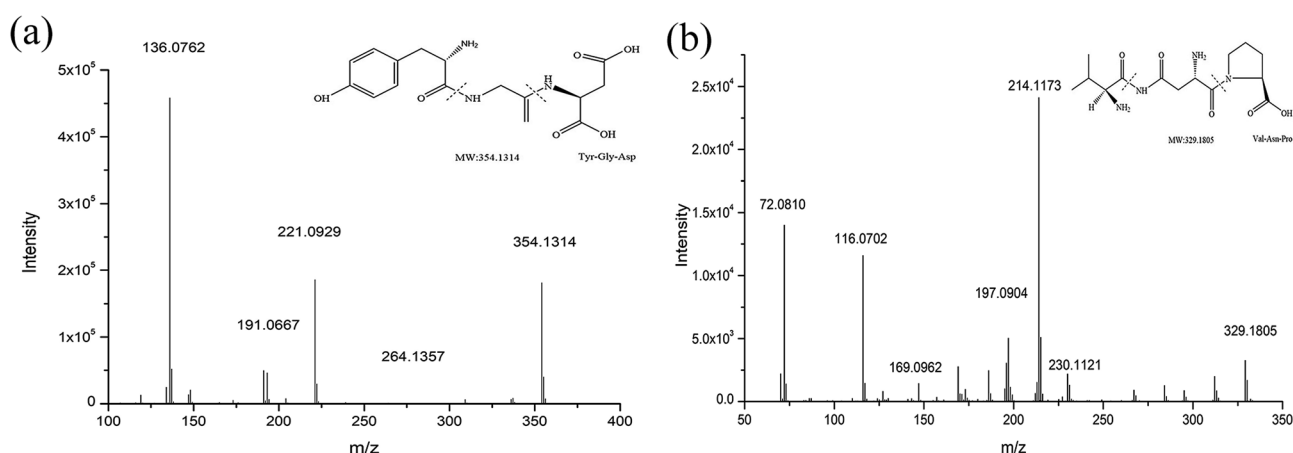 (a)
136.0762
5x10⁵
4x10⁵
3x10⁵
2x10⁵
1x10⁵
0
Intensity
221.0929
191.0667
264.1357
354.1314
100 150 200 250 300 350 400
m/z
OH
NH₂
O
NH
H
N
O
OH
O
OH
MW:354.1314 Tyr-Gly-Asp
(b)
214.1173
2.5x10⁴
2.0x10⁴
1.5x10⁴
1.0x10⁴
5.0x10³
0.0
Intensity
72.0810
116.0702
197.0904
169.0962
230.1121
329.1805
50 100 150 200 250 300 350
m/z
O
H
NH₂
NH
O
NH₂
O
N
O
OH
MW:329.1805 Val-Asn-Pro